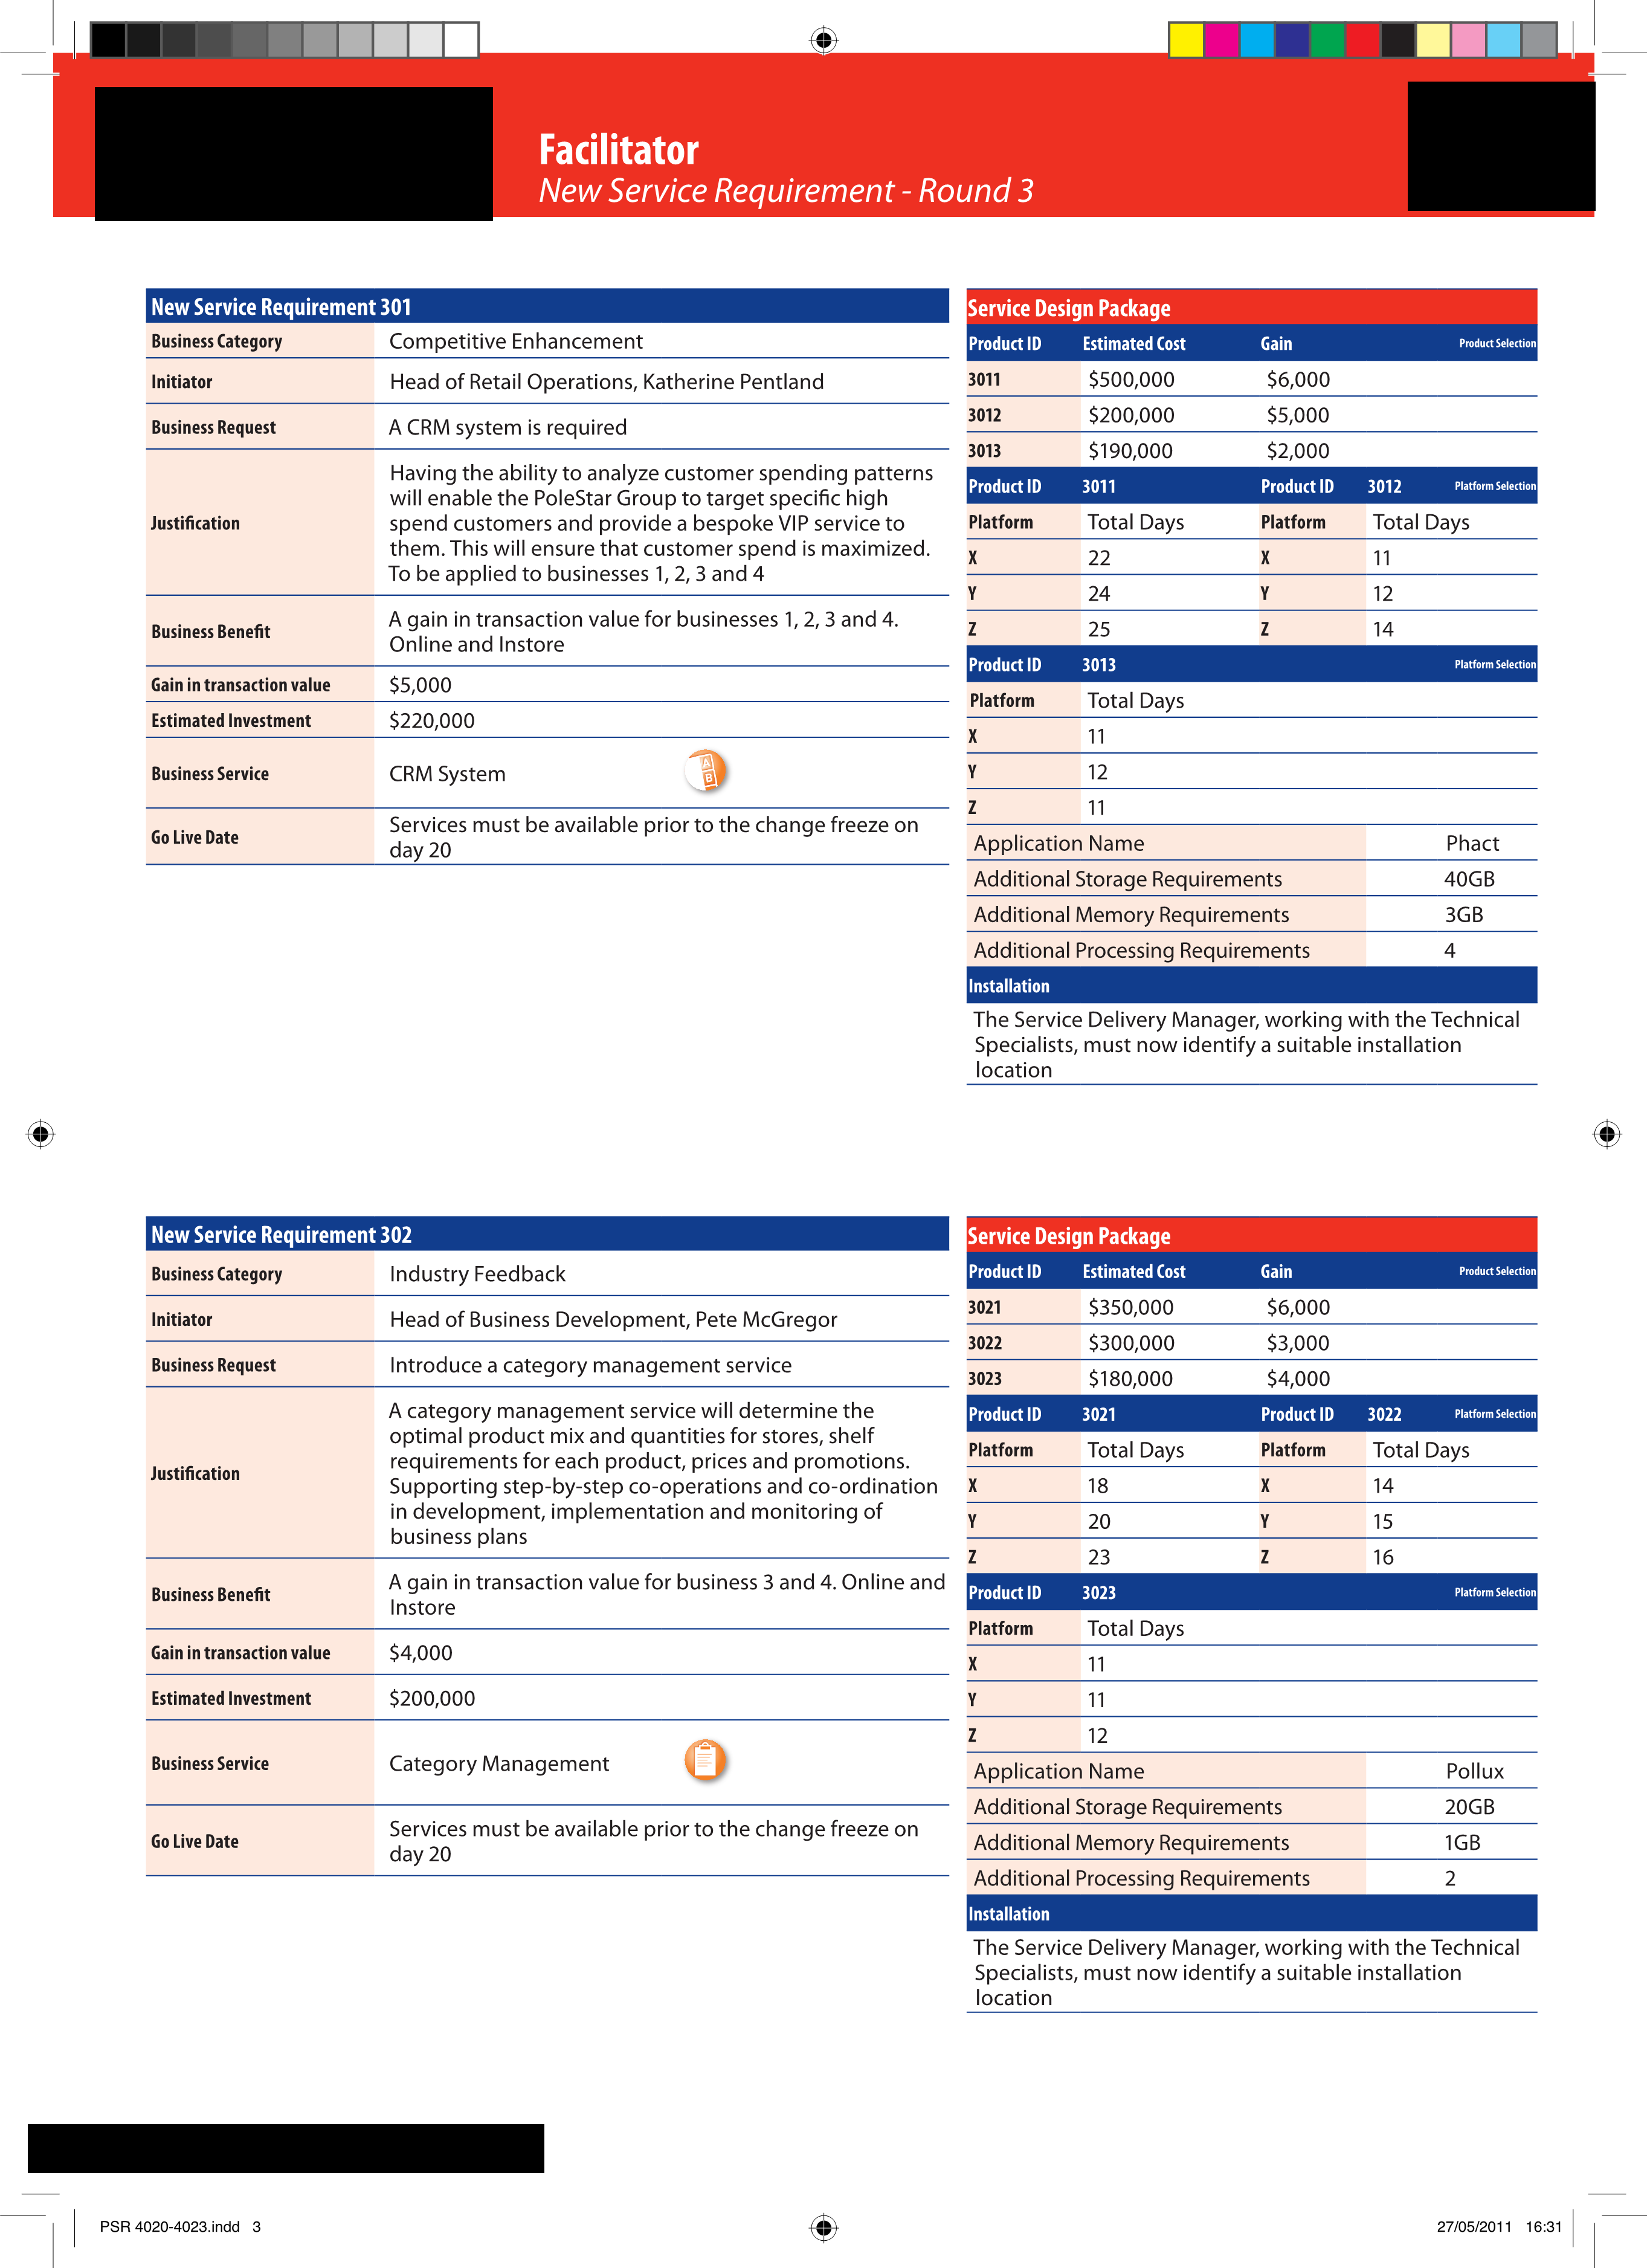 Facilitator
New Service Requirement - Round 3
New Service Requirement 301
Business Category Competitive Enhancement
Initiator Head of Retail Operations, Katherine Pentland
Business Request A CRM system is required
Justification
Having the ability to analyze customer spending patterns
will enable the PoleStar Group to target specific high
spend customers and provide a bespoke VIP service to
them. This will ensure that customer spend is maximized.
To be applied to businesses 1, 2, 3 and 4
Business Benefit
A gain in transaction value for businesses 1, 2, 3 and 4.
Online and Instore
Gain in transaction value $5,000
Estimated Investment $220,000
Business Service CRM System
A
B
Go Live Date
Services must be available prior to the change freeze on
day 20
Service Design Package
Product ID Estimated Cost Gain Product Selection
3011 $500,000 $6,000
3012 $200,000 $5,000
3013 $190,000 $2,000
Product ID 3011 Product ID 3012 Platform Selection
Platform Total Days Platform Total Days
X 22 X 11
Y 24 Y 12
Z 25 Z 14
Product ID 3013 Platform Selection
Platform Total Days
X 11
Y 12
Z 11
Application Name Phact
Additional Storage Requirements 40GB
Additional Memory Requirements 3GB
Additional Processing Requirements 4
Installation
The Service Delivery Manager, working with the Technical
Specialists, must now identify a suitable installation
location
New Service Requirement 302
Business Category Industry Feedback
Initiator Head of Business Development, Pete McGregor
Business Request Introduce a category management service
Justification
A category management service will determine the
optimal product mix and quantities for stores, shelf
requirements for each product, prices and promotions.
Supporting step-by-step co-operations and co-ordination
in development, implementation and monitoring of
business plans
Business Benefit
A gain in transaction value for business 3 and 4. Online and
Instore
Gain in transaction value $4,000
Estimated Investment $200,000
Business Service Category Management
Go Live Date
Services must be available prior to the change freeze on
day 20
Service Design Package
Product ID Estimated Cost Gain Product Selection
3021 $350,000 $6,000
3022 $300,000 $3,000
3023 $180,000 $4,000
Product ID 3021 Product ID 3022 Platform Selection
Platform Total Days Platform Total Days
X 18 X 14
Y 20 Y 15
Z 23 Z 16
Product ID 3023 Platform Selection
Platform Total Days
X 11
Y 11
Z 12
Application Name Pollux
Additional Storage Requirements 20GB
Additional Memory Requirements 1GB
Additional Processing Requirements 2
Installation
The Service Delivery Manager, working with the Technical
Specialists, must now identify a suitable installation
location
PSR 4020-4023.indd 3
27/05/2011 16:31